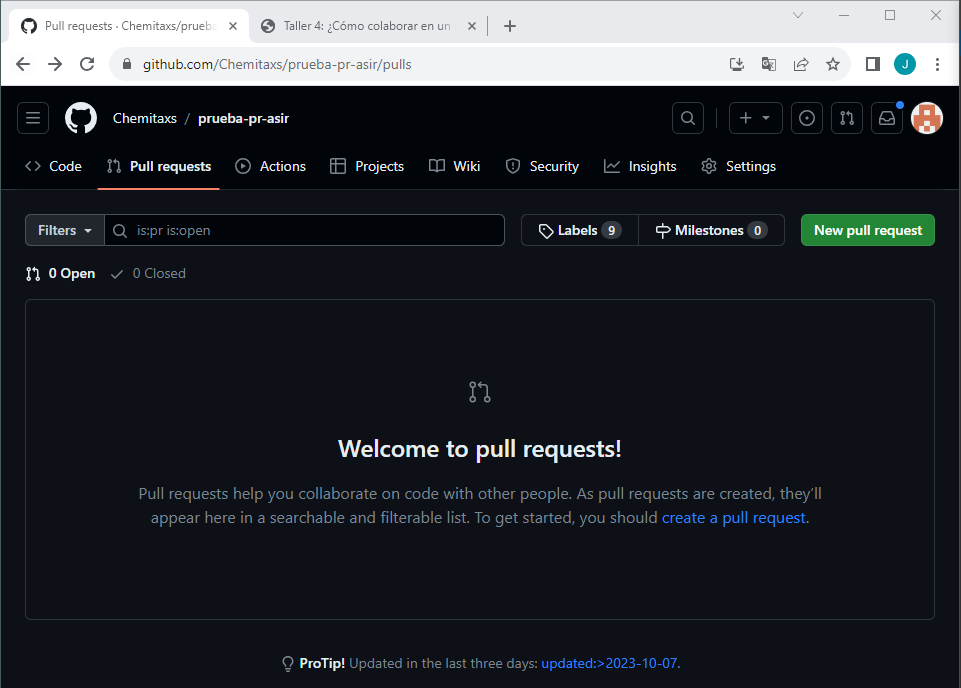 Pull requests · Chemitaxs/prueb
Taller 4: ¿Cómo colaborar en un
github.com/Chemitaxs/prueba-pr-asir/pulls
J
Chemitaxs / prueba-pr-asir
Code Pull requests Actions Projects Wiki Security Insights Settings
Filters is:pr is:open Labels 9 Milestones 0 New pull request
0 Open 0 Closed
Welcome to pull requests!
Pull requests help you collaborate on code with other people. As pull requests are created, they’ll
appear here in a searchable and filterable list. To get started, you should create a pull request.
ProTip! Updated in the last three days: updated:>2023-10-07.